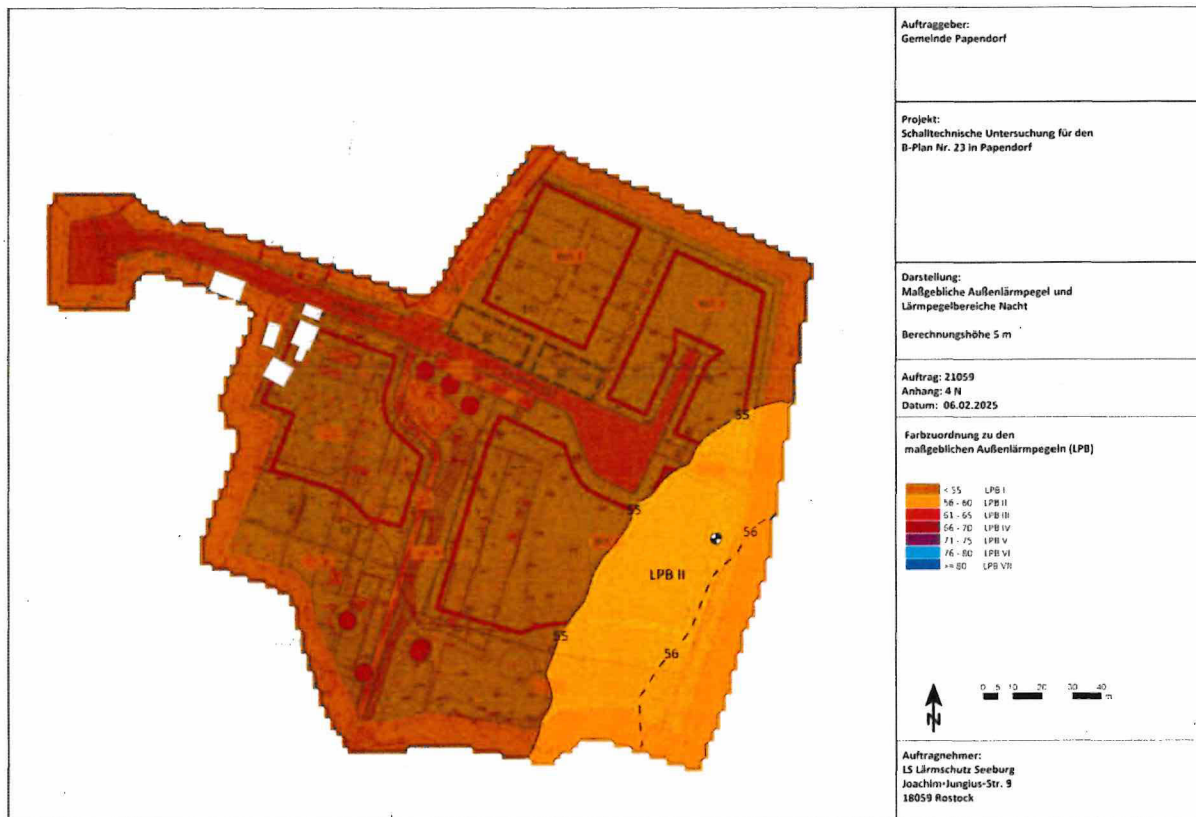 Auftraggeber:
Gemeinde Papendorf
Projekt:
Schalltechnische Untersuchung für den
B-Plan Nr. 23 in Papendorf
Darstellung:
Maßgebliche Außenlärmpegel und
Lärmpegelbereiche Nacht
Berechnungshöhe 5 m
Auftrag: 21059
Anhang: 4 N
Datum: 06.02.2025
Farbzuordnung zu den
maßgeblichen Außenlärmpegeln (LPB)
< 55 LPB I
56 - 60 LPB II
61 - 65 LPB III
66 - 70 LPB IV
71 - 75 LPB V
76 - 80 LPB VI
>= 80 LPB VII
0 5 10 20 30 40
m
N
Auftragnehmer:
LS Lärmschutz Seeburg
Joachim-Jungius-Str. 9
18059 Rostock
55
55
56
LPB II
55
56